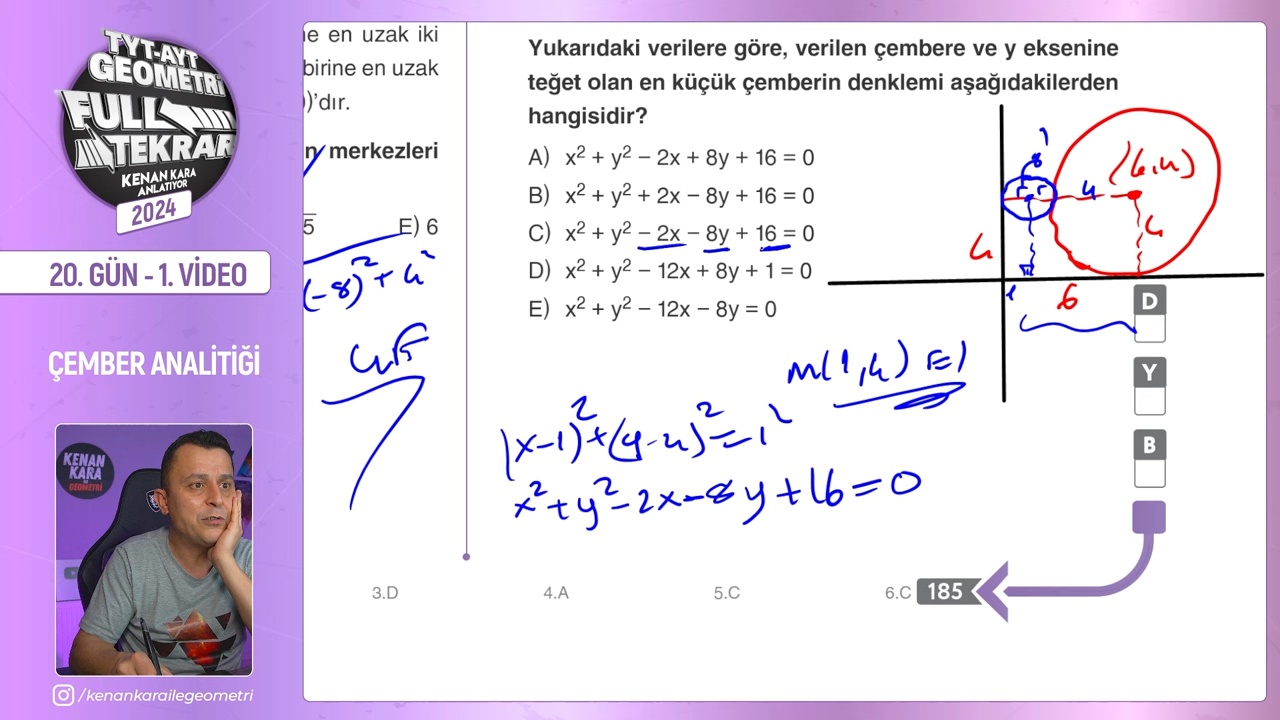 TYT-AYT
GEOMETRİ
FULL
TEKRAR
KENAN KARA
ANLATIYOR
2024
20. GÜN - 1. VİDEO
ÇEMBER ANALİTİĞİ
KENAN
KARA
GEOMETRİ
/kenankarailegeometri
ne en uzak iki
birine en uzak
)'dır.
n merkezleri
5 E) 6
(-8)² + 4²
4√5
Yukarıdaki verilere göre, verilen çembere ve y eksenine
teğet olan en küçük çemberin denklemi aşağıdakilerden
hangisidir?
A) x² + y² − 2x + 8y + 16 = 0
B) x² + y² + 2x − 8y + 16 = 0
C) x² + y² − 2x − 8y + 16 = 0
D) x² + y² − 12x + 8y + 1 = 0
E) x² + y² − 12x − 8y = 0
(6,4)
r r 4
4
4
1 6
M(1,4) r=1
(x-1)²+(y-4)²=1²
x²+y²-2x-8y+16=0
D
Y
B
3.D 4.A 5.C 6.C 185